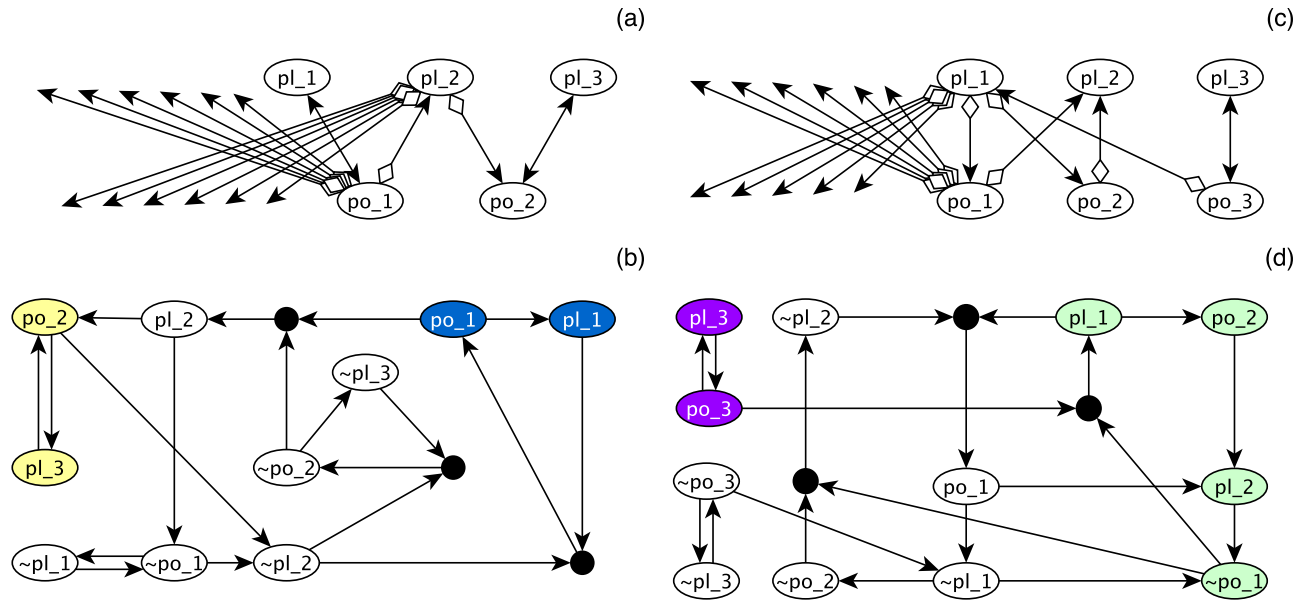 (a)
pl_1 pl_2 pl_3
po_1 po_2
(c)
pl_1 pl_2 pl_3
po_1 po_2 po_3
(b)
po_2 pl_2 po_1 pl_1
~pl_3
pl_3 ~po_2
~pl_1 ~po_1 ~pl_2
(d)
pl_3 ~pl_2 pl_1 po_2
po_3
~po_3 po_1 pl_2
~pl_3 ~po_2 ~pl_1 ~po_1